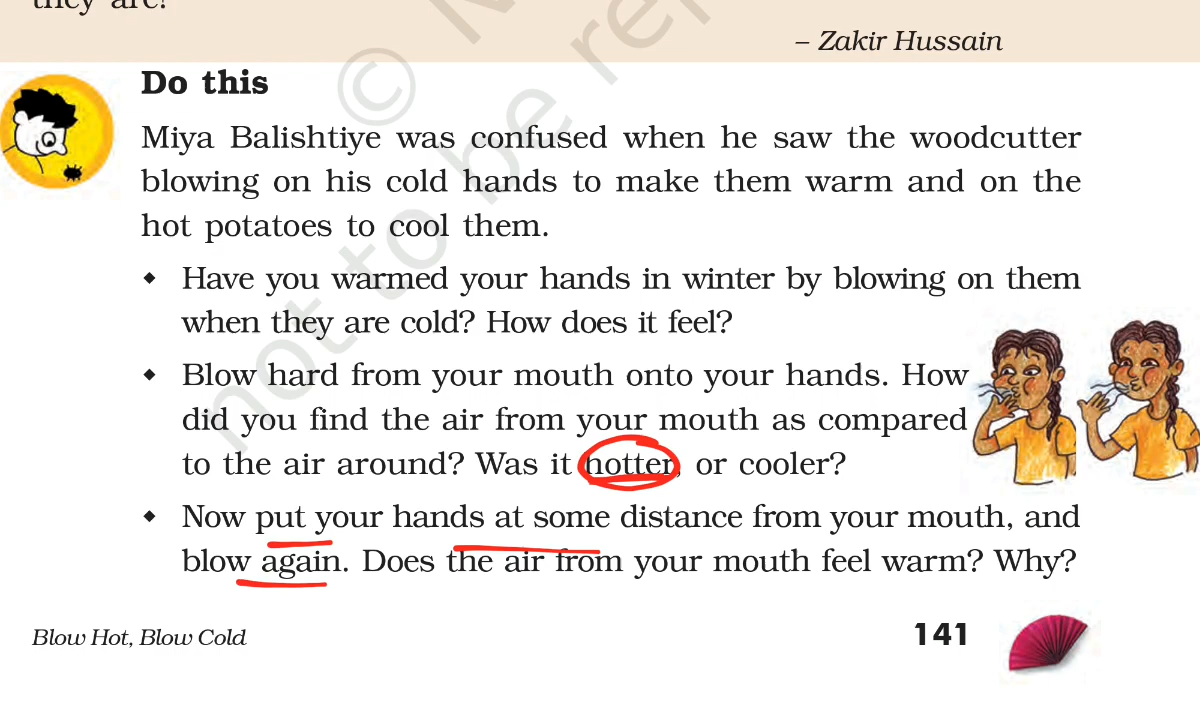 they are!
– Zakir Hussain
Do this
Miya Balishtiye was confused when he saw the woodcutter
blowing on his cold hands to make them warm and on the
hot potatoes to cool them.
◆ Have you warmed your hands in winter by blowing on them
when they are cold? How does it feel?
◆ Blow hard from your mouth onto your hands. How
did you find the air from your mouth as compared
to the air around? Was it hotter, or cooler?
◆ Now put your hands at some distance from your mouth, and
blow again. Does the air from your mouth feel warm? Why?
Blow Hot, Blow Cold
141
not to be re